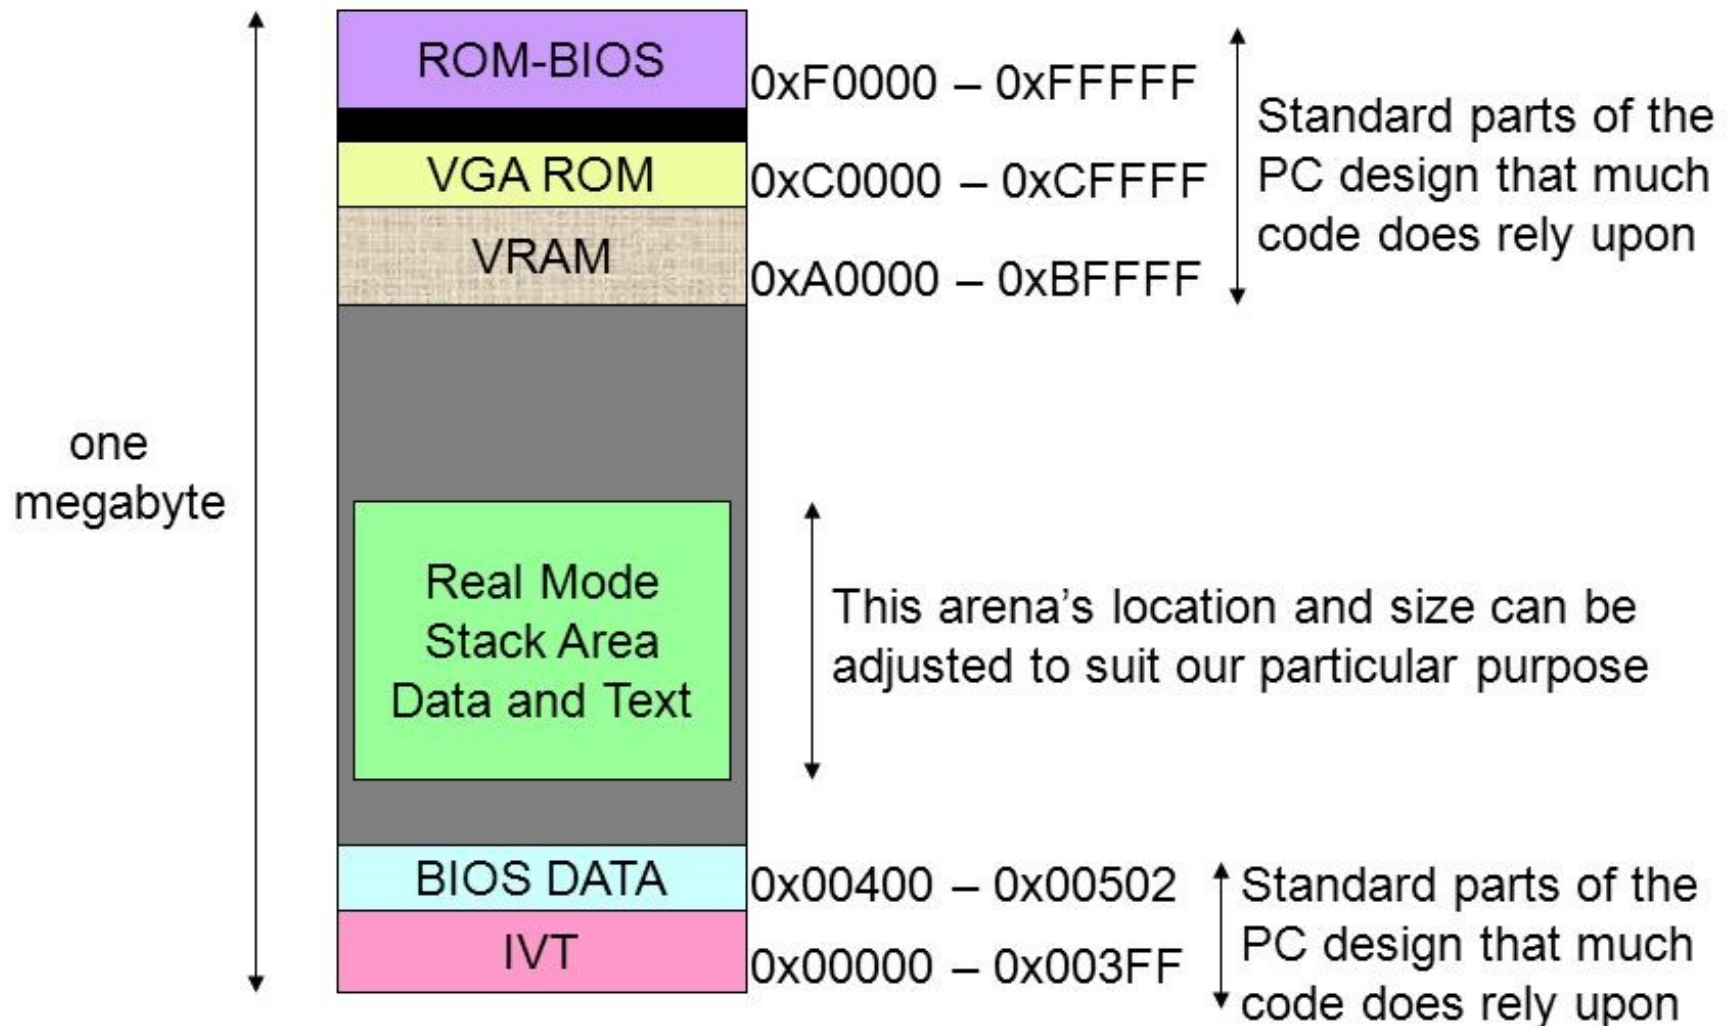 ROM-BIOS
0xF0000 – 0xFFFFF
VGA ROM
0xC0000 – 0xCFFFF
VRAM
0xA0000 – 0xBFFFF
Standard parts of the
PC design that much
code does rely upon
one
megabyte
Real Mode
Stack Area
Data and Text
This arena’s location and size can be
adjusted to suit our particular purpose
BIOS DATA
0x00400 – 0x00502
IVT
0x00000 – 0x003FF
Standard parts of the
PC design that much
code does rely upon